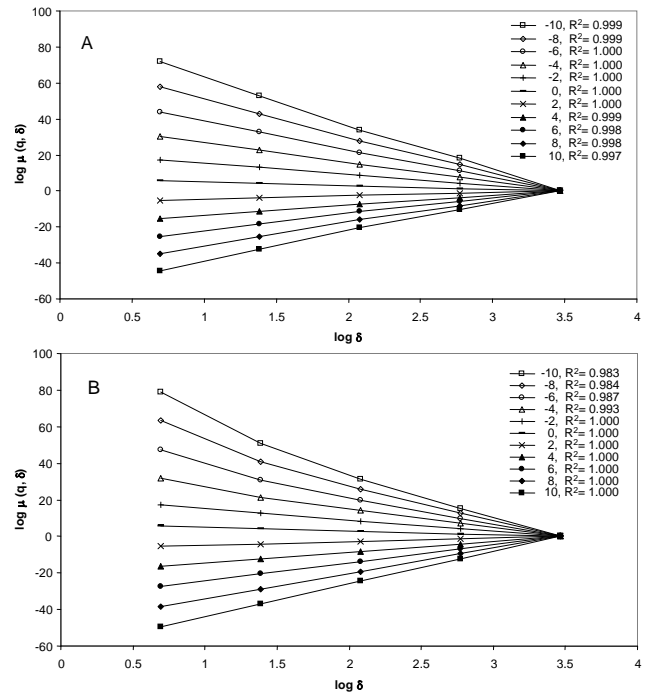 A
-10, R²= 0.999
-8, R²= 0.999
-6, R²= 1.000
-4, R²= 1.000
-2, R²= 1.000
0, R²= 1.000
2, R²= 1.000
4, R²= 0.999
6, R²= 0.998
8, R²= 0.998
10, R²= 0.997
100
80
60
40
20
0
-20
-40
-60
log µ (q, δ)
0 0.5 1 1.5 2 2.5 3 3.5 4
log δ
B
-10, R²= 0.983
-8, R²= 0.984
-6, R²= 0.987
-4, R²= 0.993
-2, R²= 1.000
0, R²= 1.000
2, R²= 1.000
4, R²= 1.000
6, R²= 1.000
8, R²= 1.000
10, R²= 1.000
100
80
60
40
20
0
-20
-40
-60
log µ (q, δ)
0 0.5 1 1.5 2 2.5 3 3.5 4
log δ